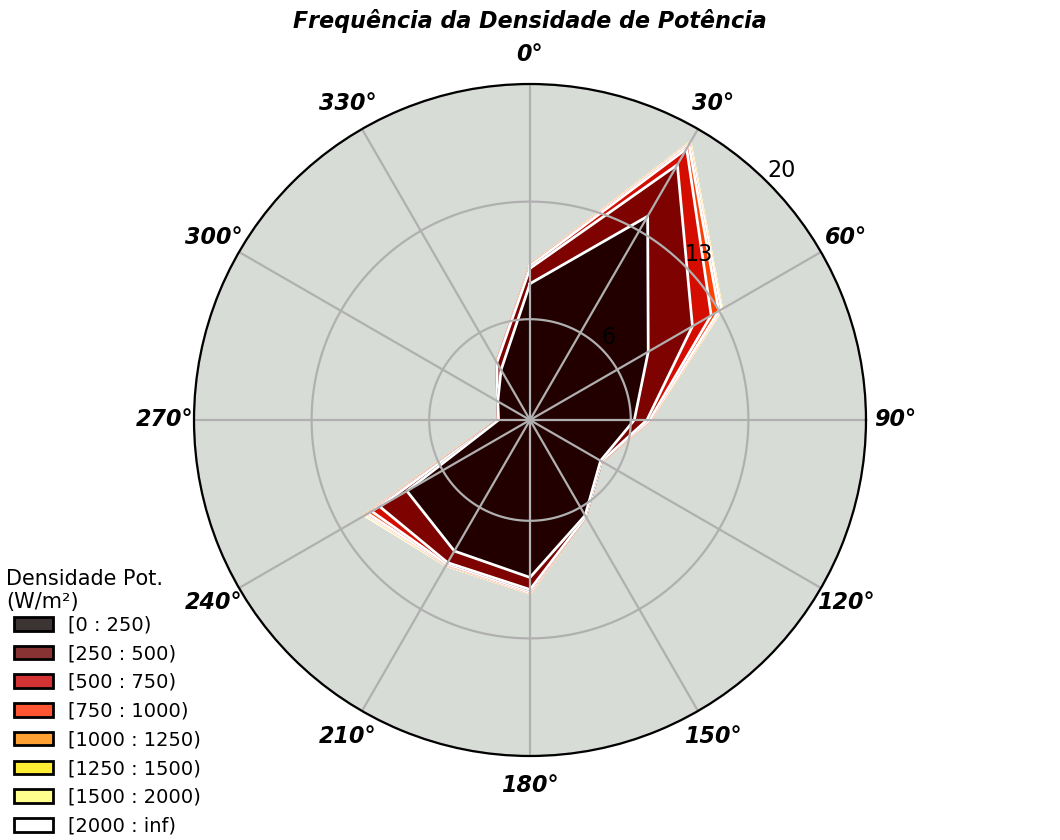 Frequência da Densidade de Potência
0°
330°
30°
20
300°
60°
13
6
270°
90°
240°
120°
210°
150°
180°
Densidade Pot.
(W/m²)
[0 : 250)
[250 : 500)
[500 : 750)
[750 : 1000)
[1000 : 1250)
[1250 : 1500)
[1500 : 2000)
[2000 : inf)